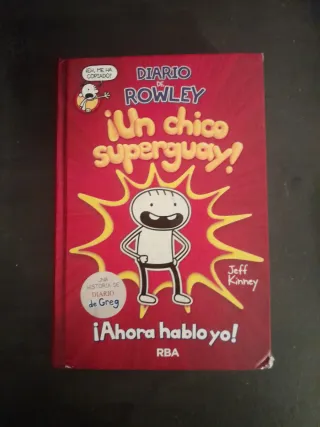 ¡EH, ME HA
COPIADO!
DIARIO
DE
ROWLEY
¡Un chico
superguay!
Jeff
Kinney
UNA
HISTORIA DE
DIARIO
de Greg
¡Ahora hablo yo!
RBA